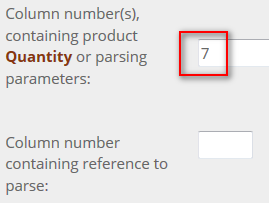 Column number(s),
containing product
Quantity or parsing
parameters:
7
Column number
containing reference to
parse: